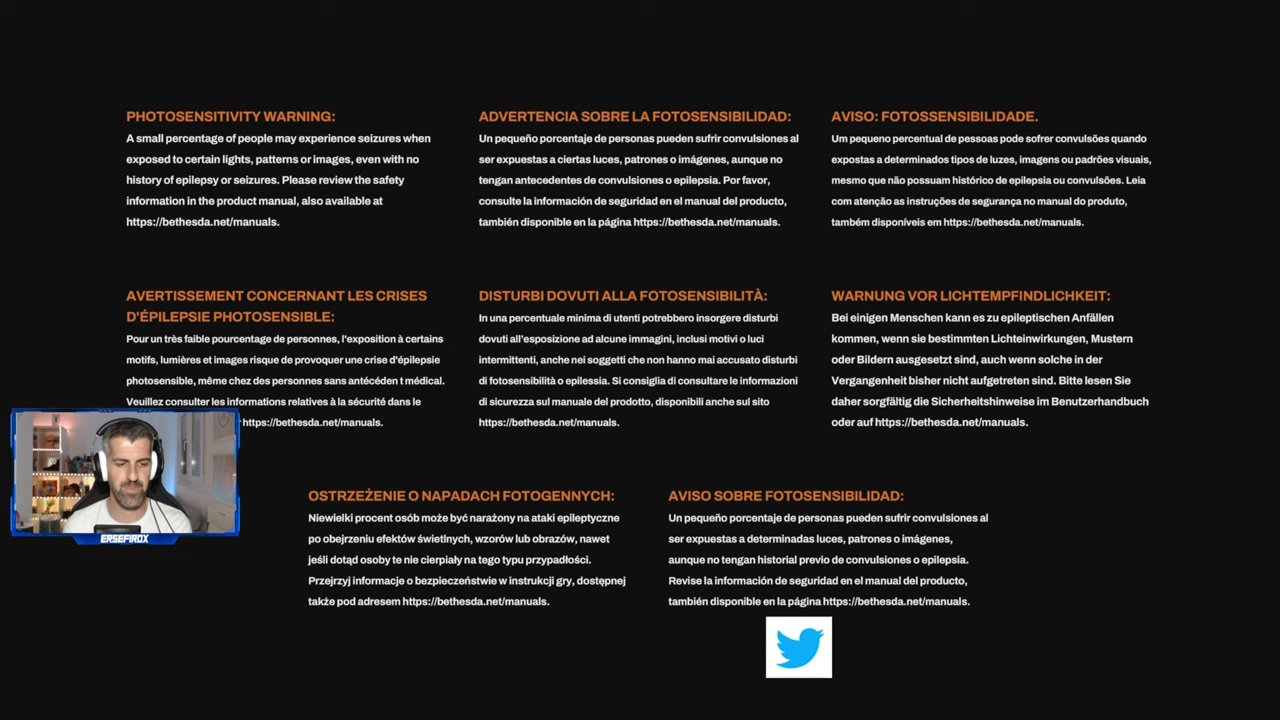 PHOTOSENSITIVITY WARNING:
A small percentage of people may experience seizures when
exposed to certain lights, patterns or images, even with no
history of epilepsy or seizures. Please review the safety
information in the product manual, also available at
https://bethesda.net/manuals.
ADVERTENCIA SOBRE LA FOTOSENSIBILIDAD:
Un pequeño porcentaje de personas pueden sufrir convulsiones al
ser expuestas a ciertas luces, patrones o imágenes, aunque no
tengan antecedentes de convulsiones o epilepsia. Por favor,
consulte la información de seguridad en el manual del producto,
también disponible en la página https://bethesda.net/manuals.
AVISO: FOTOSSENSIBILIDADE.
Um pequeno percentual de pessoas pode sofrer convulsões quando
expostas a determinados tipos de luzes, imagens ou padrões visuais,
mesmo que não possuam histórico de epilepsia ou convulsões. Leia
com atenção as instruções de segurança no manual do produto,
também disponíveis em https://bethesda.net/manuals.
AVERTISSEMENT CONCERNANT LES CRISES
D'ÉPILEPSIE PHOTOSENSIBLE:
Pour un très faible pourcentage de personnes, l'exposition à certains
motifs, lumières et images risque de provoquer une crise d'épilepsie
photosensible, même chez des personnes sans antécéden t médical.
Veuillez consulter les informations relatives à la sécurité dans le
https://bethesda.net/manuals.
DISTURBI DOVUTI ALLA FOTOSENSIBILITÀ:
In una percentuale minima di utenti potrebbero insorgere disturbi
dovuti all'esposizione ad alcune immagini, inclusi motivi o luci
intermittenti, anche nei soggetti che non hanno mai accusato disturbi
di fotosensibilità o epilessia. Si consiglia di consultare le informazioni
di sicurezza sul manuale del prodotto, disponibili anche sul sito
https://bethesda.net/manuals.
WARNUNG VOR LICHTEMPFINDLICHKEIT:
Bei einigen Menschen kann es zu epileptischen Anfällen
kommen, wenn sie bestimmten Lichteinwirkungen, Mustern
oder Bildern ausgesetzt sind, auch wenn solche in der
Vergangenheit bisher nicht aufgetreten sind. Bitte lesen Sie
daher sorgfältig die Sicherheitshinweise im Benutzerhandbuch
oder auf https://bethesda.net/manuals.
ERSEFIROX
OSTRZEŻENIE O NAPADACH FOTOGENNYCH:
Niewielki procent osób może być narażony na ataki epileptyczne
po obejrzeniu efektów świetlnych, wzorów lub obrazów, nawet
jeśli dotąd osoby te nie cierpiały na tego typu przypadłości.
Przejrzyj informacje o bezpieczeństwie w instrukcji gry, dostępnej
także pod adresem https://bethesda.net/manuals.
AVISO SOBRE FOTOSENSIBILIDAD:
Un pequeño porcentaje de personas pueden sufrir convulsiones al
ser expuestas a determinadas luces, patrones o imágenes,
aunque no tengan historial previo de convulsiones o epilepsia.
Revise la información de seguridad en el manual del producto,
también disponible en la página https://bethesda.net/manuals.